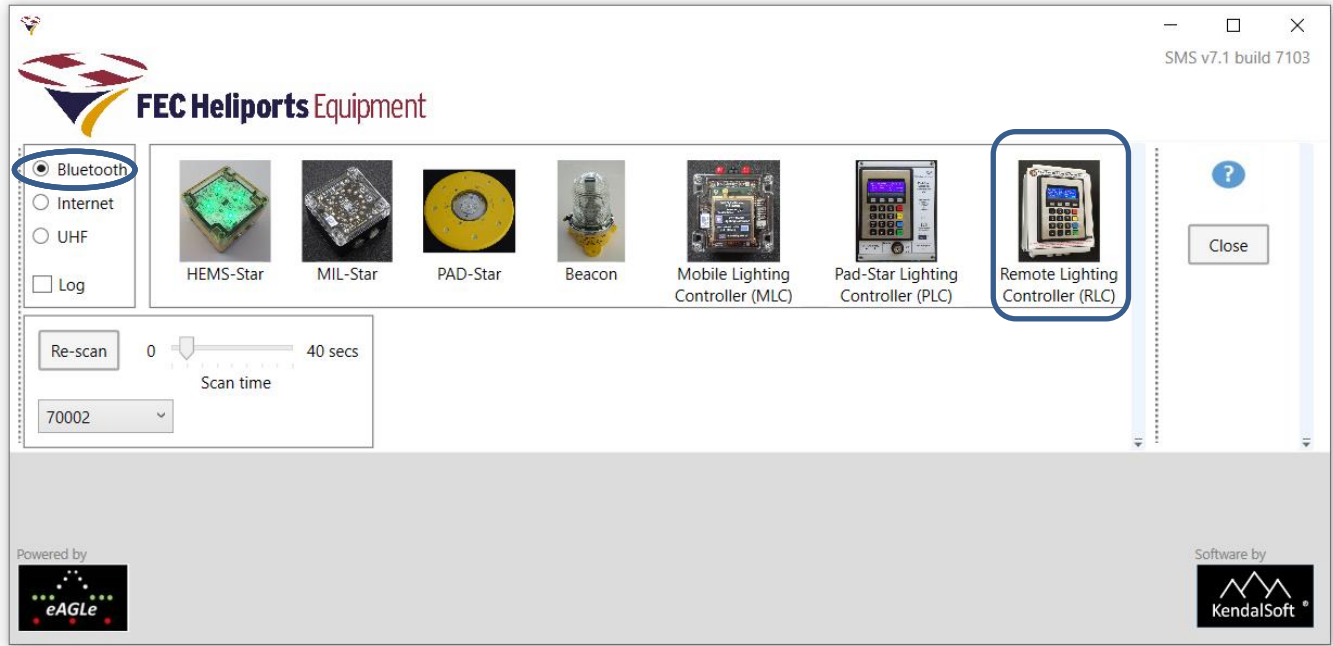 SMS v7.1 build 7103
FEC Heliports Equipment
Bluetooth
Internet
UHF
Log
HEMS-Star
MIL-Star
PAD-Star
Beacon
Mobile Lighting
Controller (MLC)
Pad-Star Lighting
Controller (PLC)
Remote Lighting
Controller (RLC)
?
Close
Re-scan
0
40 secs
Scan time
70002
Powered by
eAGLe
Software by
KendalSoft ®